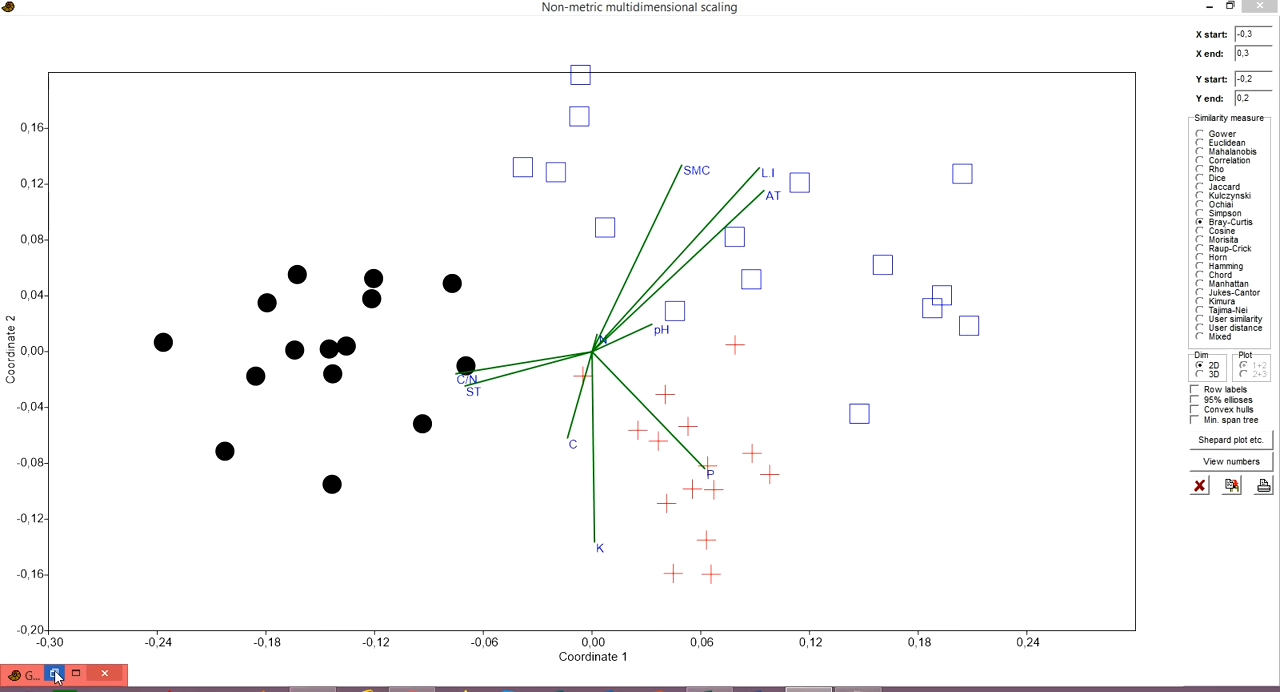 Non-metric multidimensional scaling
X start: -0,3
X end: 0,3
Y start: -0,2
Y end: 0,2
Similarity measure
Gower
Euclidean
Mahalanobis
Correlation
Rho
Dice
Jaccard
Kulczynski
Ochiai
Simpson
Bray-Curtis
Cosine
Morisita
Raup-Crick
Horn
Hamming
Chord
Manhattan
Jukes-Cantor
Kimura
Tajima-Nei
User similarity
User distance
Mixed
Dim Plot
2D 1+2
3D 2+3
Row labels
95% ellipses
Convex hulls
Min. span tree
Shepard plot etc.
View numbers
0,16
0,12
0,08
0,04
0,00
-0,04
-0,08
-0,12
-0,16
-0,20
Coordinate 2
SMC
L.I
AT
pH
N
C/N
ST
C
P
K
-0,30 -0,24 -0,18 -0,12 -0,06 0,00 0,06 0,12 0,18 0,24
Coordinate 1
G...